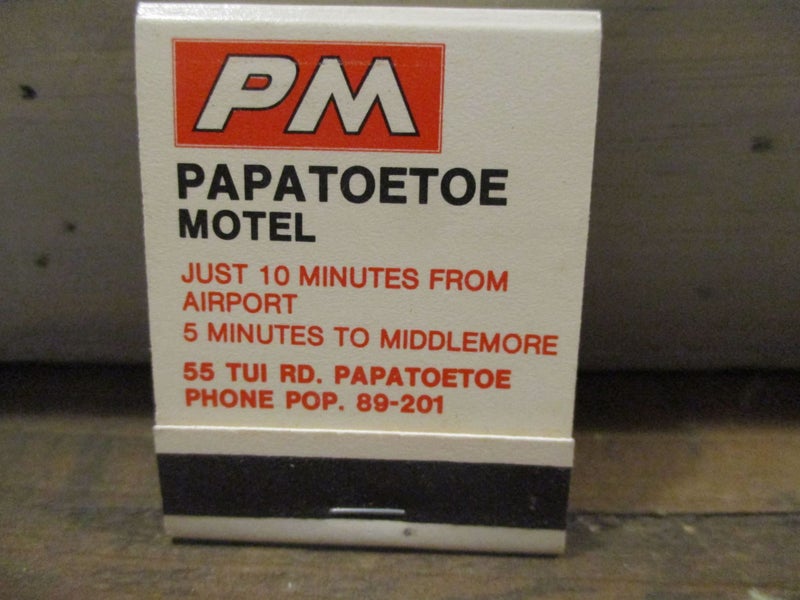 PM
PAPATOETOE
MOTEL
JUST 10 MINUTES FROM
AIRPORT
5 MINUTES TO MIDDLEMORE
55 TUI RD. PAPATOETOE
PHONE POP. 89-201